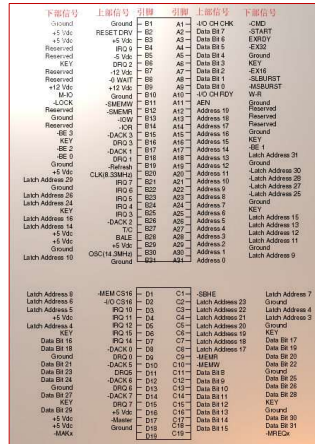 下部信号 上部信号 引脚 引脚 上部信号 下部信号
Ground Ground B1 A1 -I/O CH CHK -CMD
+5 Vdc RESET DRV B2 A2 Data Bit 7 -START
+5 Vdc +5 Vdc B3 A3 Data Bit 6 EXRDY
Reserved IRQ 9 B4 A4 Data Bit 5 -EX32
Reserved -5 Vdc B5 A5 Data Bit 4 Ground
KEY DRQ 2 B6 A6 Data Bit 3 KEY
Reserved -12 Vdc B7 A7 Data Bit 2 -EX16
Reserved -0 WAIT B8 A8 Data Bit 1 -SLBURST
+12 Vdc +12 Vdc B9 A9 Data Bit 0 -MSBURST
M-IO Ground B10 A10 -I/O CH RDY W-R
-LOCK -SMEMW B11 A11 AEN Ground
Reserved -SMEMR B12 A12 Address 19 Reserved
Ground -IOW B13 A13 Address 18 Reserved
Reserved -IOR B14 A14 Address 17 Reserved
-BE 3 -DACK 3 B15 A15 Address 16 Ground
KEY DRQ 3 B16 A16 Address 15 KEY
-BE 2 -DACK 1 B17 A17 Address 14 -BE 1
-BE 0 DRQ 1 B18 A18 Address 13 Latch Address 31
Ground -Refresh B19 A19 Address 12 Ground
+5 Vdc CLK(8.33MHz) B20 A20 Address 11 -Latch Address 30
Latch Address 29 IRQ 7 B21 A21 Address 10 -Latch Address 28
Ground IRQ 6 B22 A22 Address 9 -Latch Address 27
Latch Address 26 IRQ 5 B23 A23 Address 8 -Latch Address 25
Latch Address 24 IRQ 4 B24 A24 Address 7 Ground
KEY IRQ 3 B25 A25 Address 6 KEY
Latch Address 16 -DACK 2 B26 A26 Address 5 Latch Address 15
Latch Address 14 T/C B27 A27 Address 4 Latch Address 13
+5 Vdc BALE B28 A28 Address 3 Latch Address 12
+5 Vdc +5 Vdc B29 A29 Address 2 Latch Address 11
Ground OSC(14.3MHz) B30 A30 Address 1 Ground
Latch Address 10 Ground B31 A31 Address 0 Latch Address 9
Latch Address 8 -MEM CS16 D1 C1 -SBHE Latch Address 7
Latch Address 6 -I/O CS16 D2 C2 Latch Address 23 Ground
Latch Address 5 IRQ 10 D3 C3 Latch Address 22 Latch Address 4
+5 Vdc IRQ 11 D4 C4 Latch Address 21 Latch Address 3
Latch Address 4 IRQ 12 D5 C5 Latch Address 20 Ground
KEY IRQ 15 D6 C6 Latch Address 19 KEY
Data Bit 16 IRQ 14 D7 C7 Latch Address 18 Data Bit 17
Data Bit 18 -DACK 0 D8 C8 Latch Address 17 Data Bit 19
Ground DRQ 0 D9 C9 -MEMR Data Bit 20
Data Bit 21 -DACK 5 D10 C10 -MEMW Data Bit 22
Data Bit 23 DRQ5 D11 C11 Data Bit 8 Ground
Data Bit 24 -DACK 6 D12 C12 Data Bit 9 Data Bit 25
Ground DRQ 6 D13 C13 Data Bit 10 Data Bit 26
Data Bit 27 -DACK 7 D14 C14 Data Bit 11 Data Bit 28
KEY DRQ 7 D15 C15 Data Bit 12 KEY
Data Bit 29 +5 Vdc D16 C16 Data Bit 13 Ground
+5 Vdc -Master D17 C17 Data Bit 14 Data Bit 30
+5 Vdc Ground D18 C18 Data Bit 15 Data Bit 31
-MAKx D19 C19 -MREQx